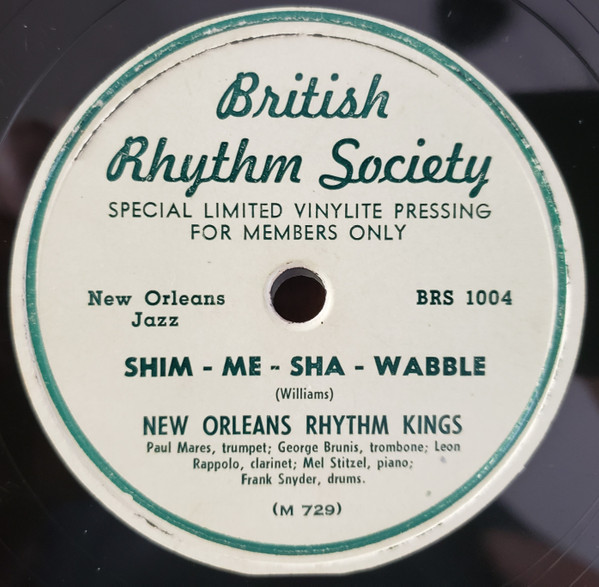 British
Rhythm Society
SPECIAL LIMITED VINYLITE PRESSING
FOR MEMBERS ONLY
New Orleans
Jazz
BRS 1004
SHIM - ME - SHA - WABBLE
(Williams)
NEW ORLEANS RHYTHM KINGS
Paul Mares, trumpet; George Brunis, trombone; Leon
Rappolo, clarinet; Mel Stitzel, piano;
Frank Snyder, drums.
(M 729)